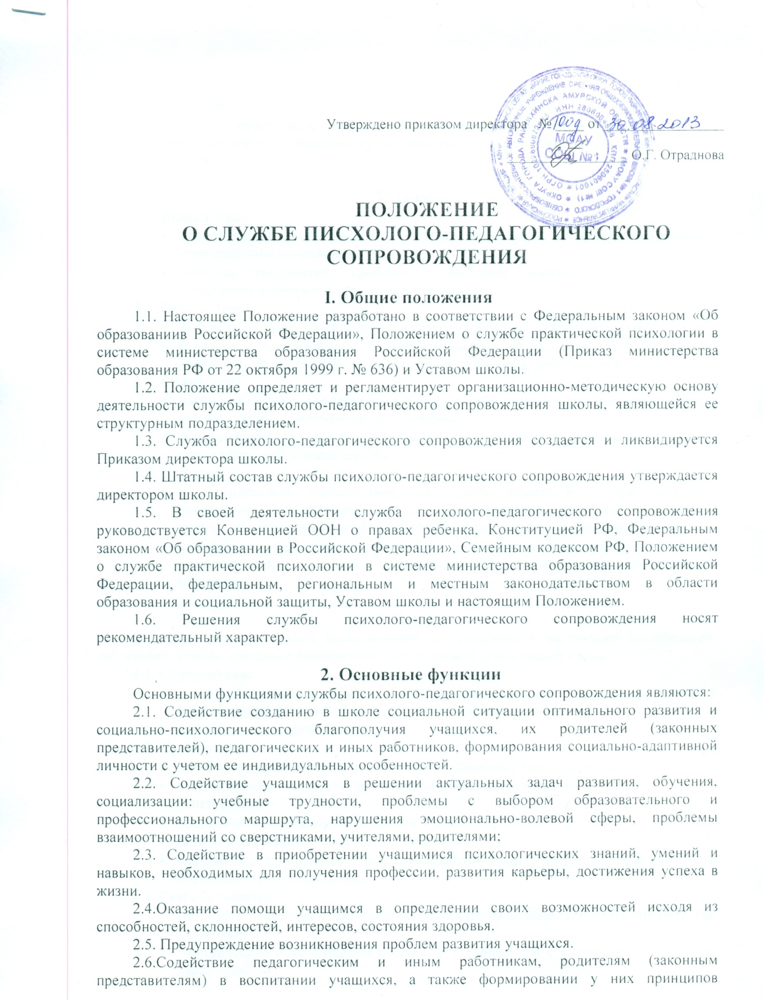 Утверждено приказом директора №100д от 30.08.2013
О.Г. Отраднова
МОАУ
СОШ №1
ПОЛОЖЕНИЕ
О СЛУЖБЕ ПИСХОЛОГО-ПЕДАГОГИЧЕСКОГО
СОПРОВОЖДЕНИЯ
I. Общие положения
1.1. Настоящее Положение разработано в соответствии с Федеральным законом «Об
образованиив Российской Федерации», Положением о службе практической психологии в
системе министерства образования Российской Федерации (Приказ министерства
образования РФ от 22 октября 1999 г. № 636) и Уставом школы.
1.2. Положение определяет и регламентирует организационно-методическую основу
деятельности службы психолого-педагогического сопровождения школы, являющейся ее
структурным подразделением.
1.3. Служба психолого-педагогического сопровождения создается и ликвидируется
Приказом директора школы.
1.4. Штатный состав службы психолого-педагогического сопровождения утверждается
директором школы.
1.5. В своей деятельности служба психолого-педагогического сопровождения
руководствуется Конвенцией ООН о правах ребенка, Конституцией РФ, Федеральным
законом «Об образовании в Российской Федерации», Семейным кодексом РФ, Положением
о службе практической психологии в системе министерства образования Российской
Федерации, федеральным, региональным и местным законодательством в области
образования и социальной защиты, Уставом школы и настоящим Положением.
1.6. Решения службы психолого-педагогического сопровождения носят
рекомендательный характер.
2. Основные функции
Основными функциями службы психолого-педагогического сопровождения являются:
2.1. Содействие созданию в школе социальной ситуации оптимального развития и
социально-психологического благополучия учащихся, их родителей (законных
представителей), педагогических и иных работников, формирования социально-адаптивной
личности с учетом ее индивидуальных особенностей.
2.2. Содействие учащимся в решении актуальных задач развития, обучения,
социализации: учебные трудности, проблемы с выбором образовательного и
профессионального маршрута, нарушения эмоционально-волевой сферы, проблемы
взаимоотношений со сверстниками, учителями, родителями;
2.3. Содействие в приобретении учащимися психологических знаний, умений и
навыков, необходимых для получения профессии, развития карьеры, достижения успеха в
жизни.
2.4.Оказание помощи учащимся в определении своих возможностей исходя из
способностей, склонностей, интересов, состояния здоровья.
2.5. Предупреждение возникновения проблем развития учащихся.
2.6.Содействие педагогическим и иным работникам, родителям (законным
представителям) в воспитании учащихся, а также формировании у них принципов